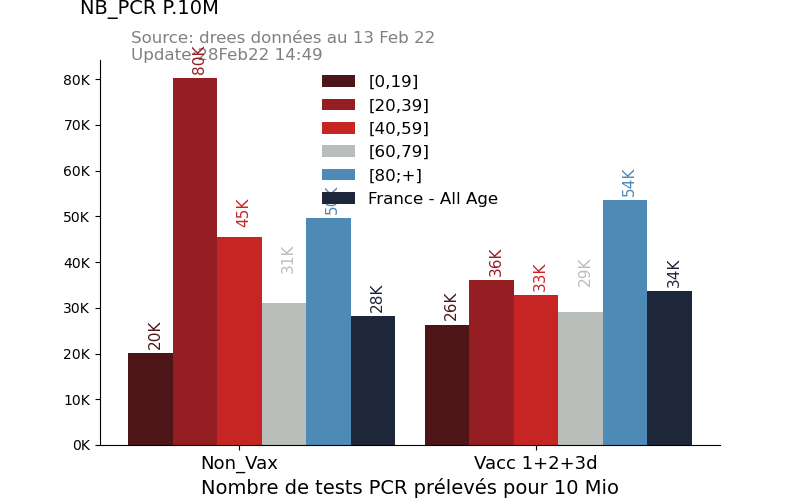 NB_PCR P.10M
Source: drees données au 13 Feb 22
Update 28Feb22 14:49
80K
70K
60K
50K
40K
30K
20K
10K
0K
[0,19]
[20,39]
[40,59]
[60,79]
[80;+]
France - All Age
20K
80K
45K
31K
50K
28K
26K
36K
33K
29K
54K
34K
Non_Vax
Vacc 1+2+3d
Nombre de tests PCR prélevés pour 10 Mio